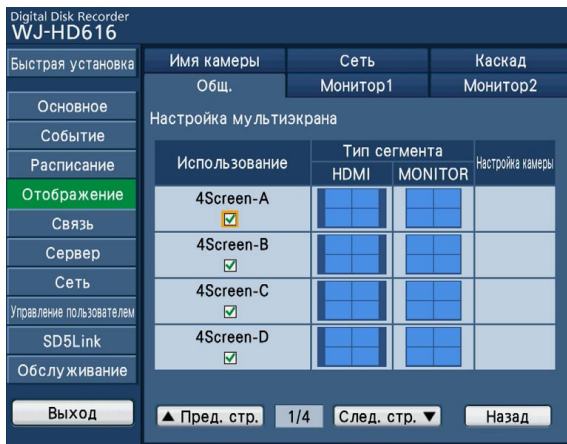 Digital Disk Recorder
WJ-HD616
Быстрая установка
Основное
Событие
Расписание
Отображение
Связь
Сервер
Сеть
Управление пользователем
SD5Link
Обслуживание
Выход
Имя камеры Сеть Каскад
Общ. Монитор1 Монитор2
Настройка мультиэкрана
Использование Тип сегмента Настройка камеры
HDMI MONITOR
4Screen-A
4Screen-B
4Screen-C
4Screen-D
▲ Пред. стр. 1/4 След. стр. ▼ Назад